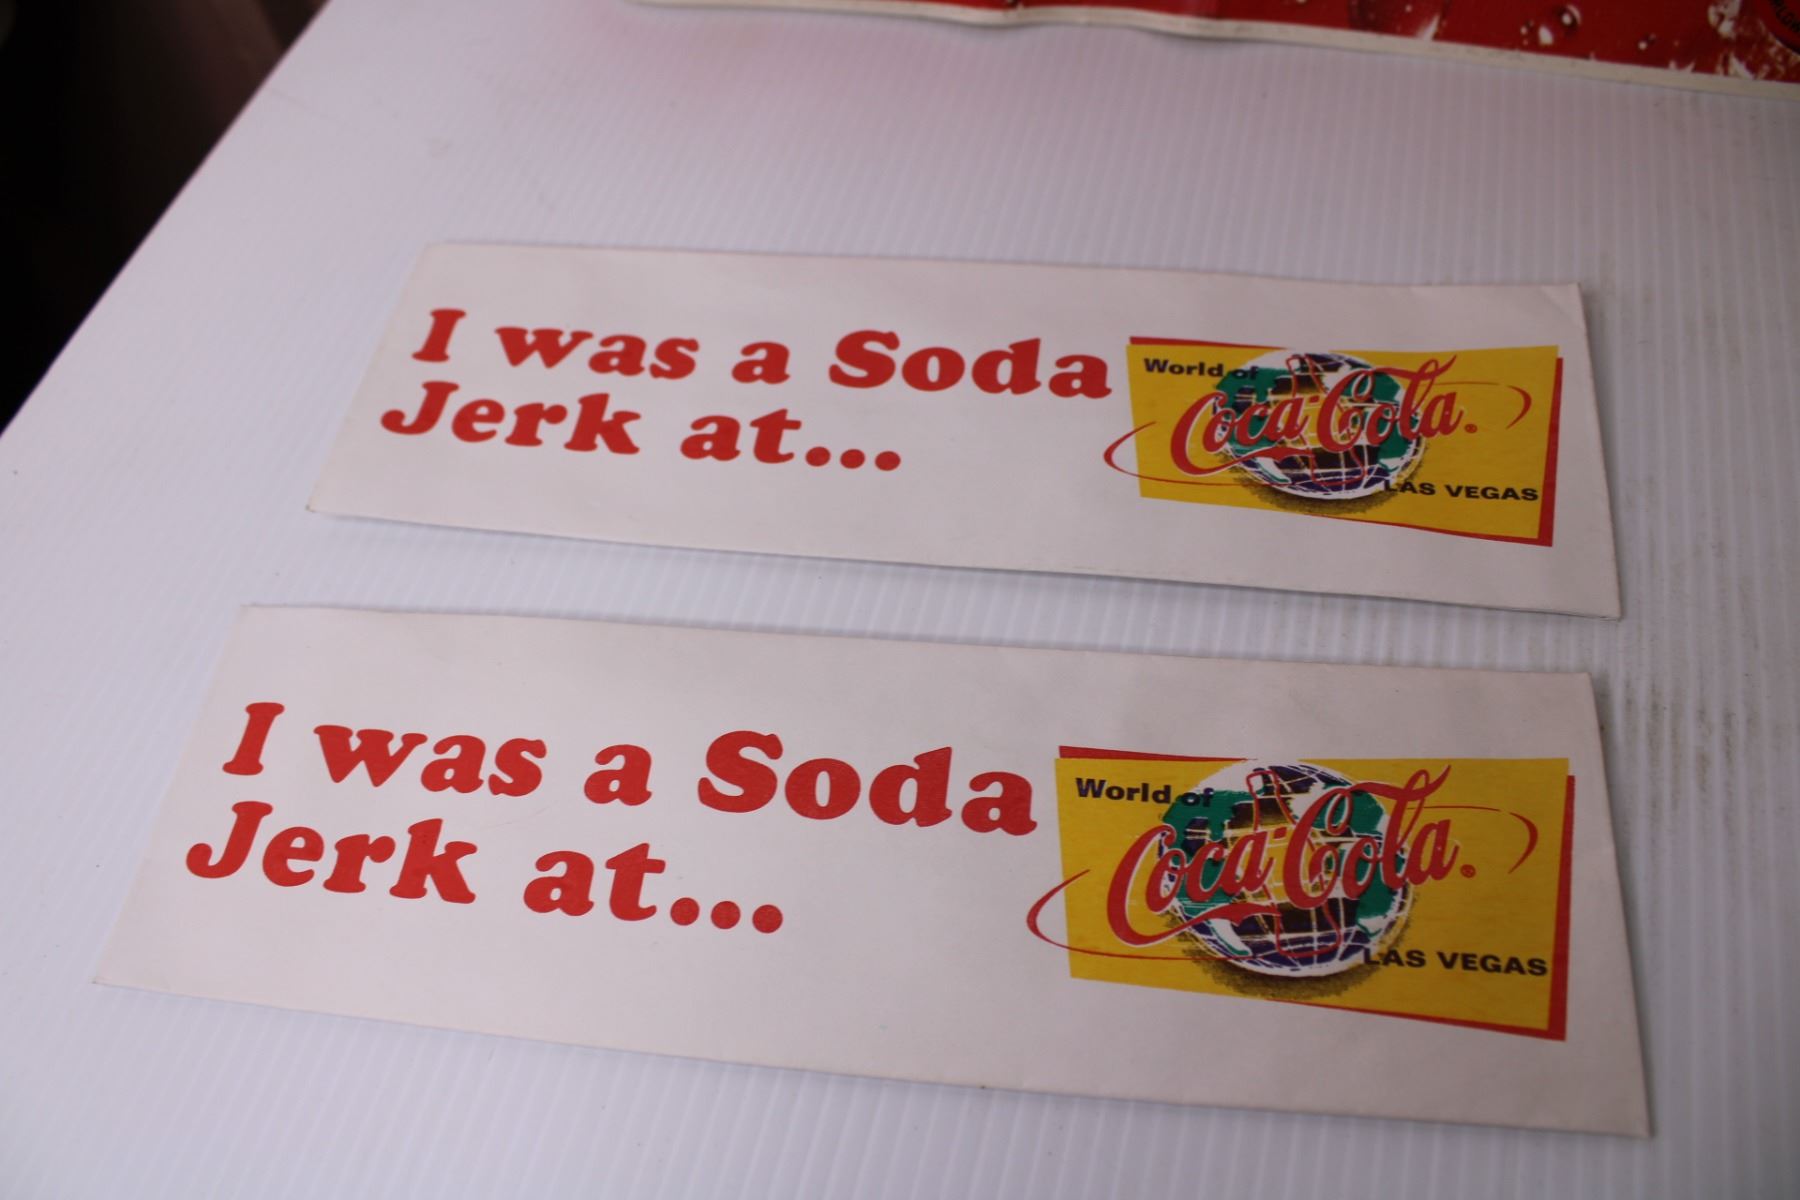 I was a Soda
Jerk at...
World of
Coca-Cola®
LAS VEGAS
I was a Soda
Jerk at...
World of
Coca-Cola®
LAS VEGAS